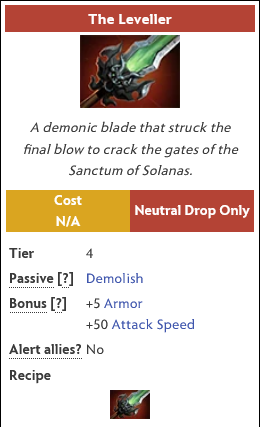 The Leveller
A demonic blade that struck the
final blow to crack the gates of the
Sanctum of Solanas.
Cost
N/A
Neutral Drop Only
Tier 4
Passive [?] Demolish
Bonus [?] +5 Armor
+50 Attack Speed
Alert allies? No
Recipe